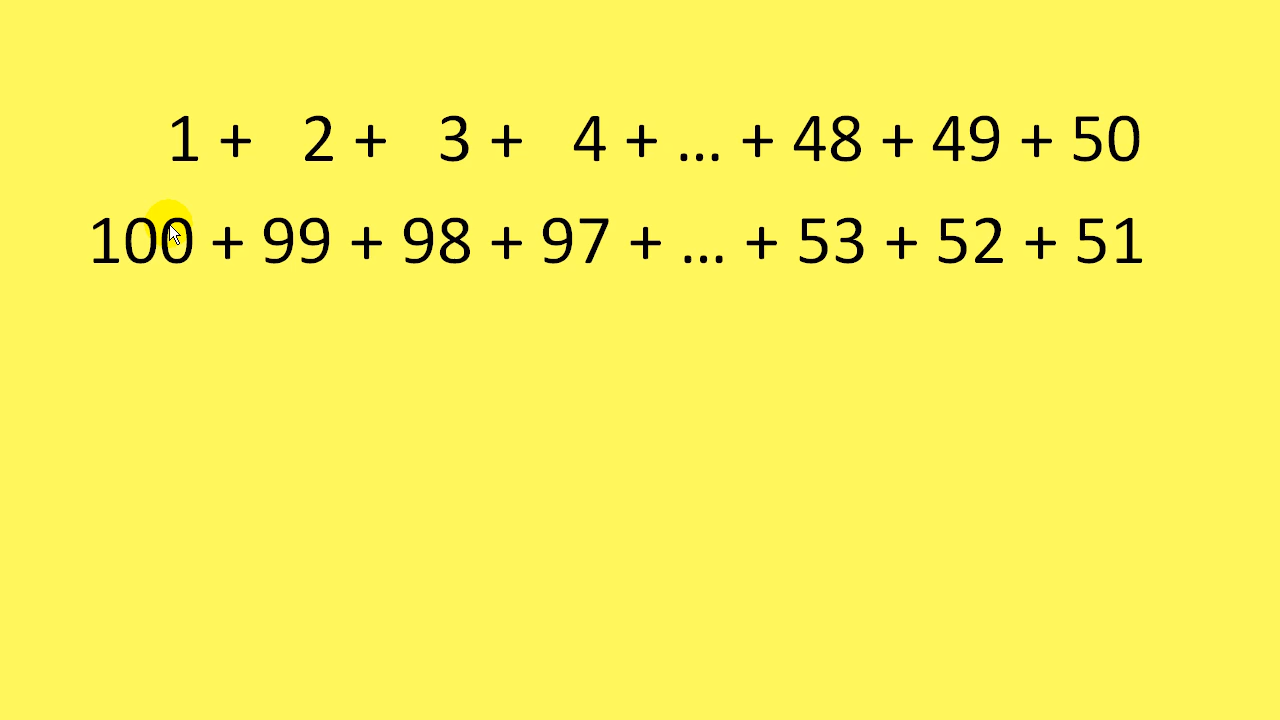 1 + 2 + 3 + 4 + ... + 48 + 49 + 50
100 + 99 + 98 + 97 + ... + 53 + 52 + 51